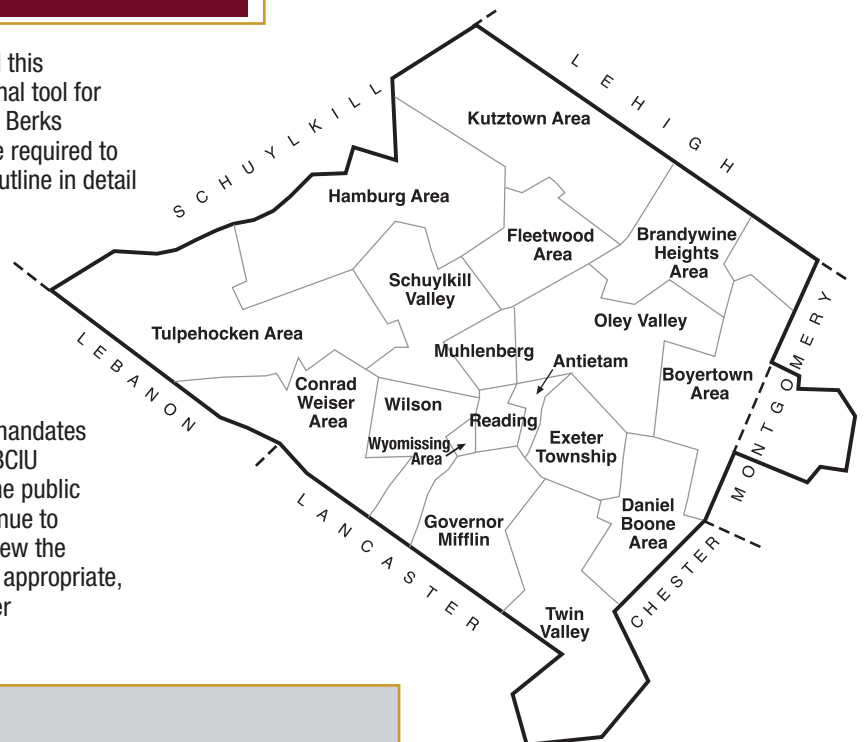 l this
nal tool for
Berks
e required to
utline in detail
mandates
BCIU
ne public
nue to
ew the
appropriate,
er
SCHUYLKILL
LEHIGH
Kutztown Area
Hamburg Area
Fleetwood
Area
Brandywine
Heights
Area
Schuylkill
Valley
Oley Valley
Tulpehocken Area
LEBANON
MONTGOMERY
Muhlenberg
Antietam
Boyertown
Area
Conrad
Weiser
Area
Wilson
Reading
Wyomissing
Area
Exeter
Township
Governor
Mifflin
Daniel
Boone
Area
LANCASTER
CHESTER
Twin
Valley